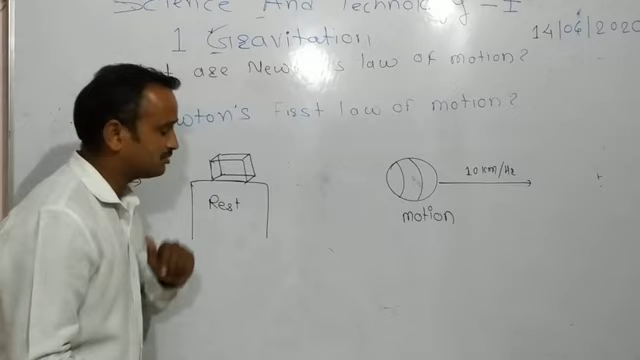 Science And Technology - I
14/06/2020
1 Gravitation
are Newton's law of motion?
Newton's First law of motion?
10 km/Hr
Rest
motion